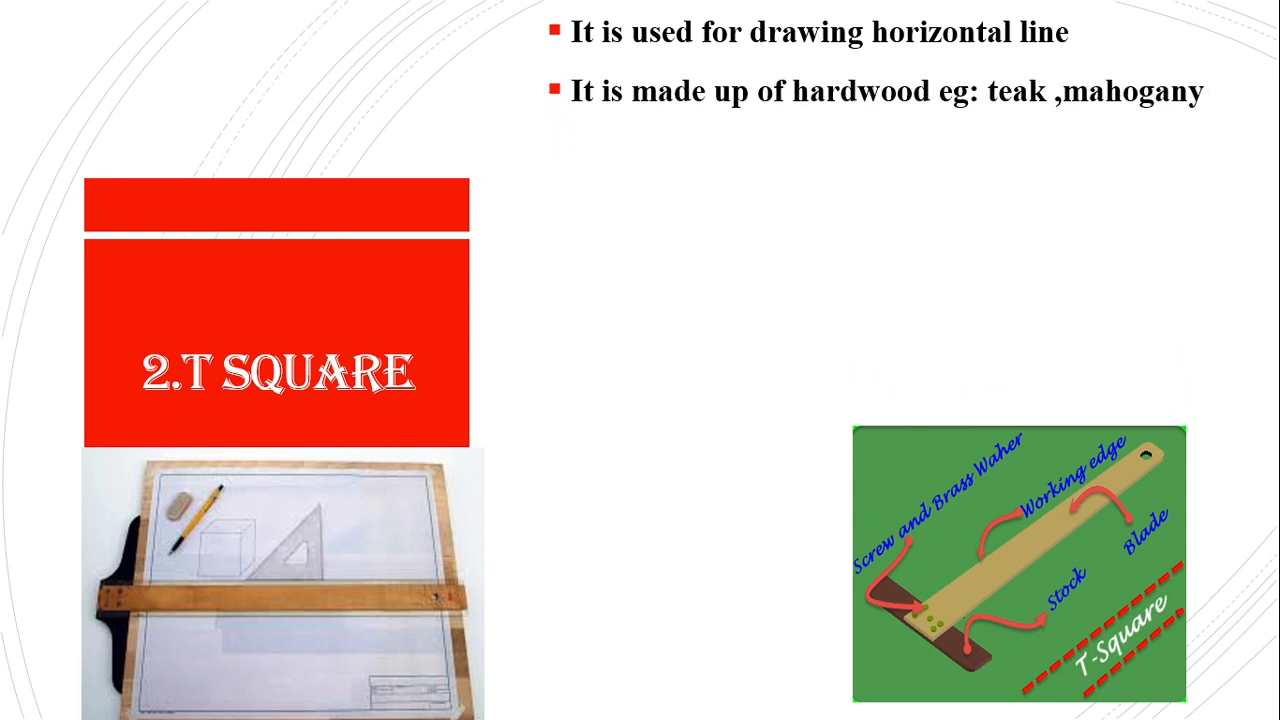 It is used for drawing horizontal line
It is made up of hardwood eg: teak ,mahogany
2.T SQUARE
Screw and Brass Waher
Working edge
Blade
Stock
T-Square